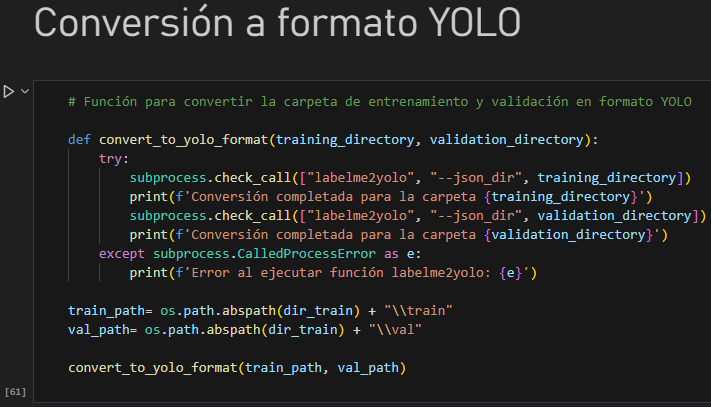 Conversión a formato YOLO
# Función para convertir la carpeta de entrenamiento y validación en formato YOLO
def convert_to_yolo_format(training_directory, validation_directory):
    try:
        subprocess.check_call(["labelme2yolo", "--json_dir", training_directory])
        print(f'Conversión completada para la carpeta {training_directory}')
        subprocess.check_call(["labelme2yolo", "--json_dir", validation_directory])
        print(f'Conversión completada para la carpeta {validation_directory}')
    except subprocess.CalledProcessError as e:
        print(f'Error al ejecutar función labelme2yolo: {e}')
train_path= os.path.abspath(dir_train) + "\\train"
val_path= os.path.abspath(dir_train) + "\\val"
convert_to_yolo_format(train_path, val_path)
[61]